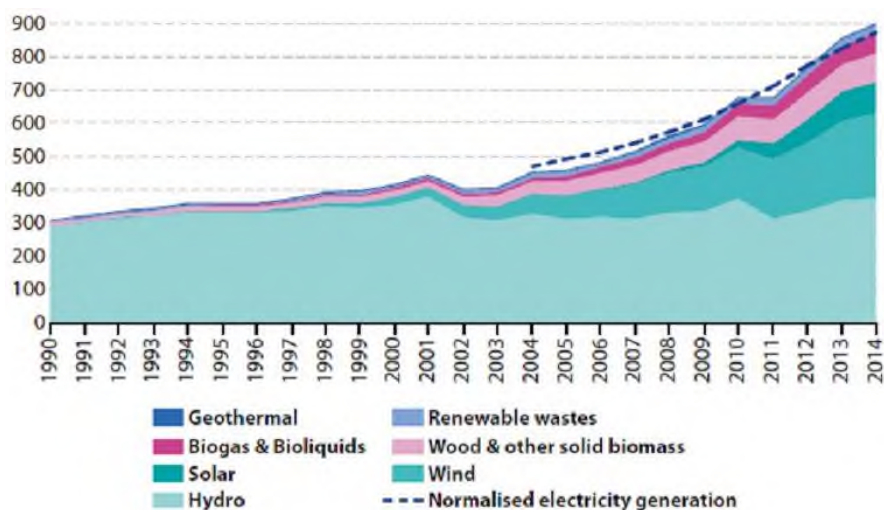 900
800
700
600
500
400
300
200
100
0
1990 1991 1992 1993 1994 1995 1996 1997 1998 1999 2000 2001 2002 2003 2004 2005 2006 2007 2008 2009 2010 2011 2012 2013 2014
Geothermal Renewable wastes
Biogas & Bioliquids Wood & other solid biomass
Solar Wind
Hydro Normalised electricity generation